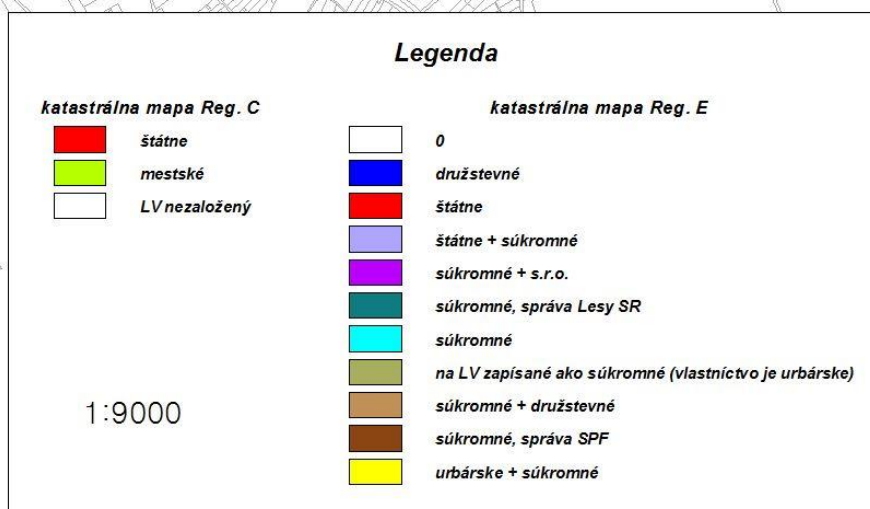 Legenda
katastrálna mapa Reg. C
štátne
mestské
LV nezaložený
1:9000
katastrálna mapa Reg. E
0
družstevné
štátne
štátne + súkromné
súkromné + s.r.o.
súkromné, správa Lesy SR
súkromné
na LV zapísané ako súkromné (vlastníctvo je urbárske)
súkromné + družstevné
súkromné, správa SPF
urbárske + súkromné